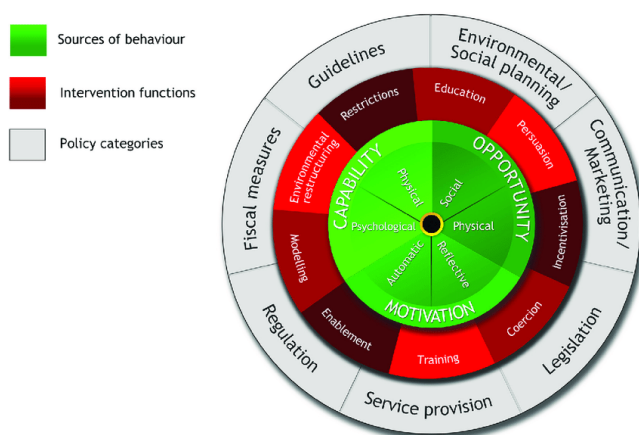 Sources of behaviour
Intervention functions
Policy categories
Guidelines
Environmental/
Social planning
Communication/
Marketing
Legislation
Service provision
Regulation
Fiscal measures
Restrictions
Education
Persuasion
Incentivisation
Coercion
Training
Enablement
Modelling
Environmental
restructuring
CAPABILITY
OPPORTUNITY
MOTIVATION
Physical
Social
Physical
Reflective
Automatic
Psychological